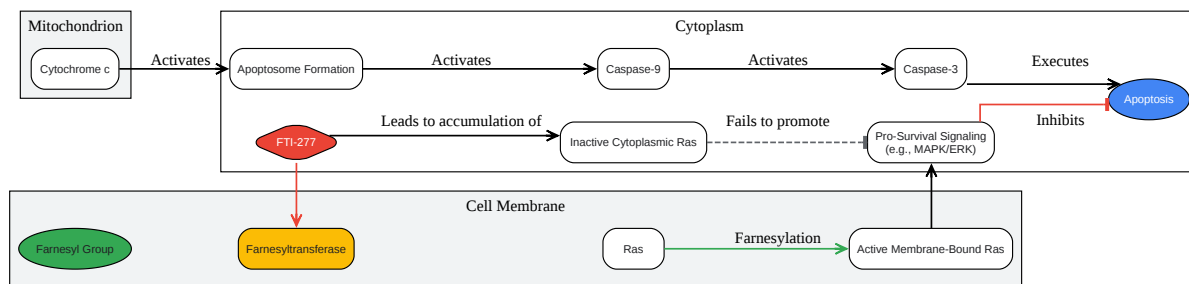 Mitochondrion
Cytoplasm
Cytochrome c
Activates
Apoptosome Formation
Activates
Caspase-9
Activates
Caspase-3
Executes
Apoptosis
FTI-277
Leads to accumulation of
Inactive Cytoplasmic Ras
Fails to promote
Pro-Survival Signaling
(e.g., MAPK/ERK)
Inhibits
Cell Membrane
Farnesyl Group
Farnesyltransferase
Ras
Farnesylation
Active Membrane-Bound Ras